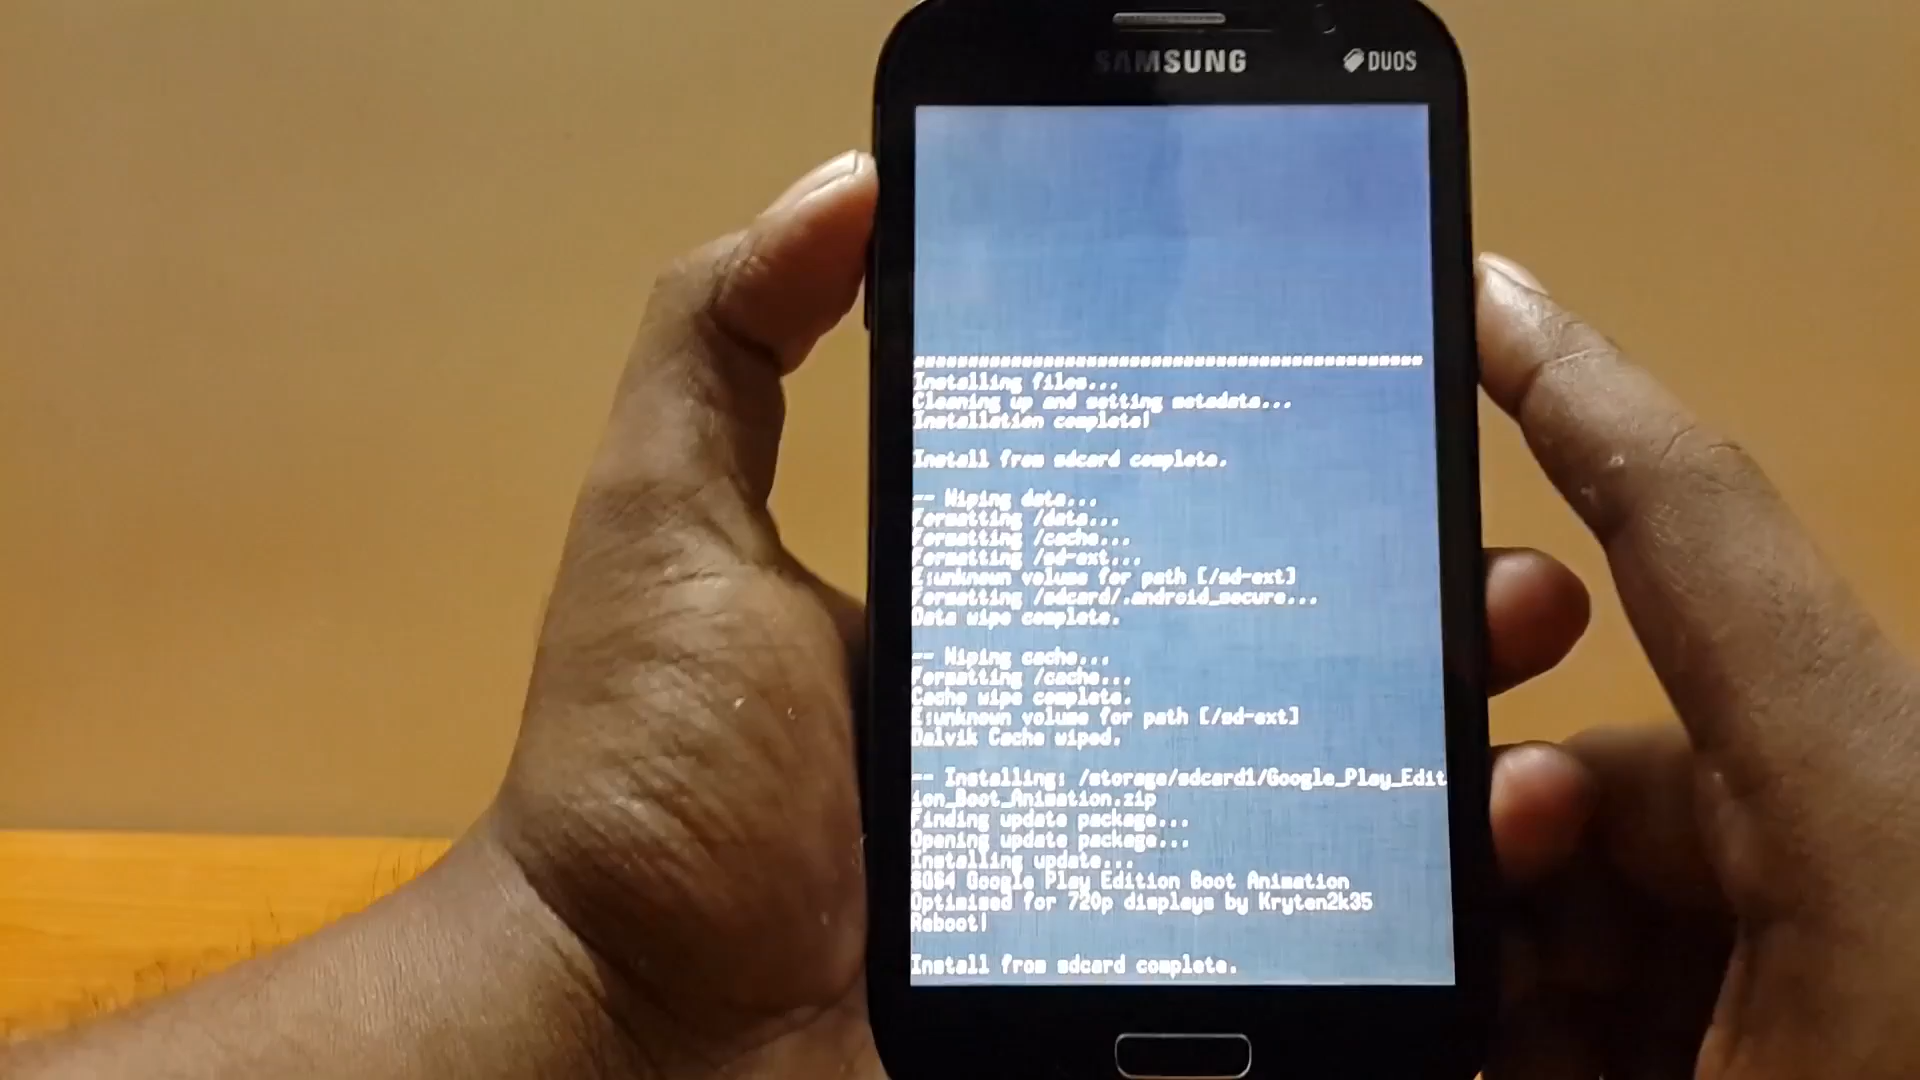 SAMSUNG
DUOS
Installing files...
Cleaning up and setting metadata...
Installation complete!
Install from sdcard complete.
-- Wiping data...
Formatting /data...
Formatting /cache...
Formatting /sd-ext...
E:unknown volume for path [/sd-ext]
Formatting /sdcard/.android_secure...
Data wipe complete.
-- Wiping cache...
Formatting /cache...
Cache wipe complete.
E:unknown volume for path [/sd-ext]
Dalvik Cache wiped.
-- Installing: /storage/sdcard1/Google_Play_Edit
ion_Boot_Animation.zip
Finding update package...
Opening update package...
Installing update...
SGS4 Google Play Edition Boot Animation
Optimised for 720p displays by Kryten2k35
Reboot!
Install from sdcard complete.